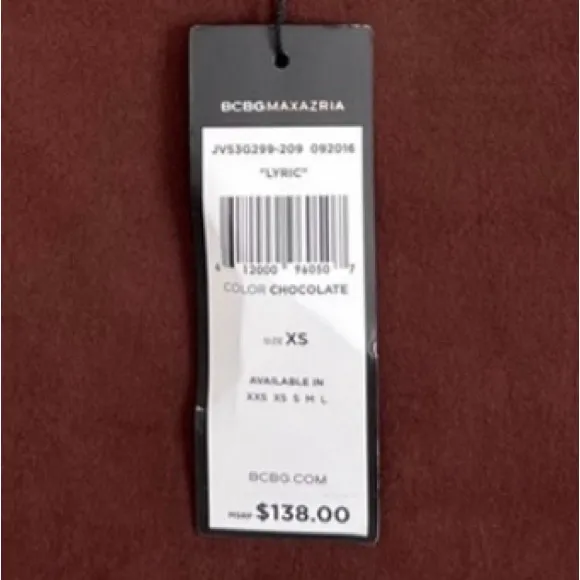 BCBGMAXAZRIA
JVS3G299-209 092016
"LYRIC"
4 12000 96050 7
COLOR CHOCOLATE
SIZE XS
AVAILABLE IN
XXS XS S M L
BCBG.COM
MSRP $138.00